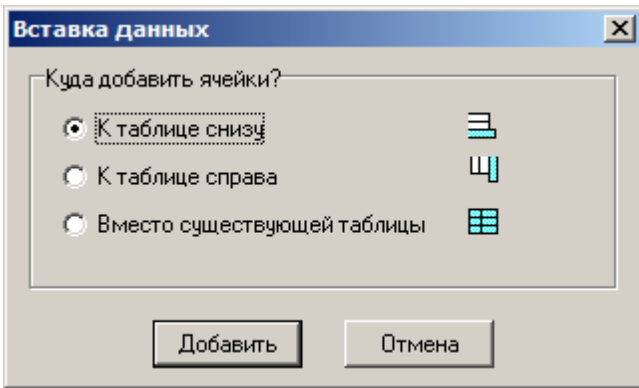 Вставка данных
Куда добавить ячейки?
К таблице снизу
К таблице справа
Вместо существующей таблицы
Добавить
Отмена